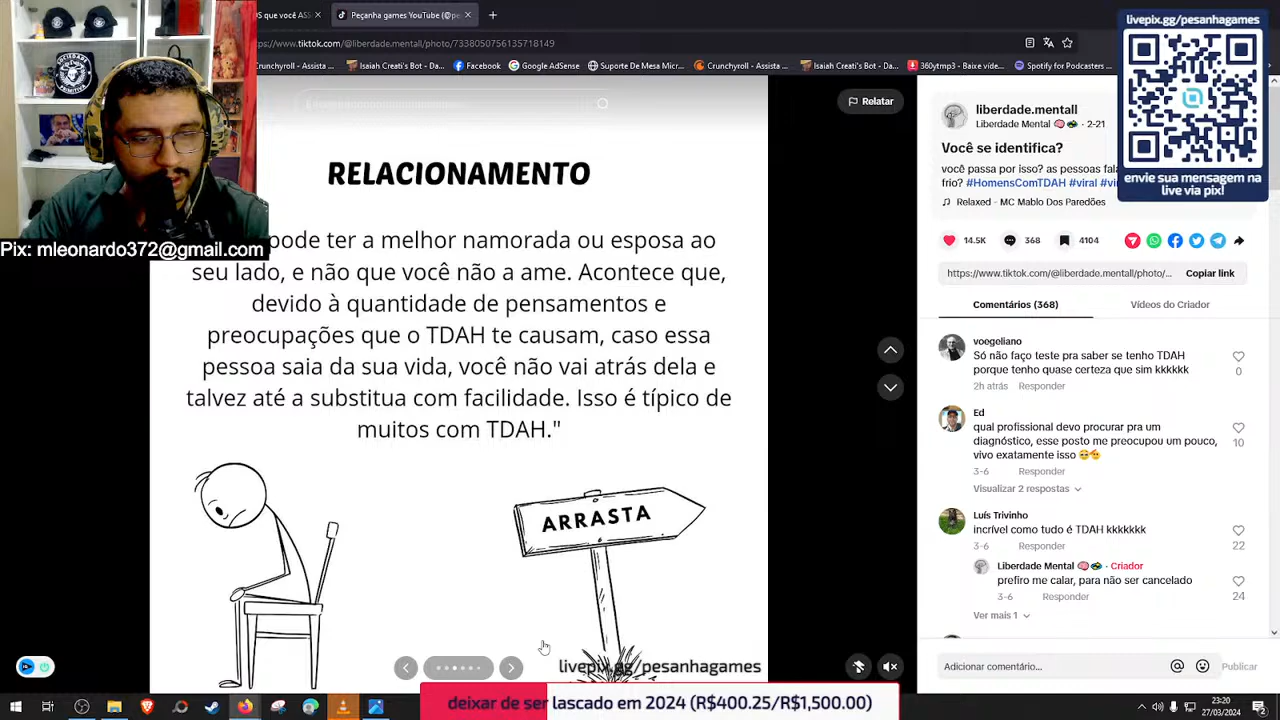 OS que você ASS
Peçanha games YouTube (@pe
https://www.tiktok.com/@liberdade.mentall/photo/7338050756135718149
Crunchyroll - Assista
Isaiah Creati's Bot - Da...
Facebook
Google AdSense
Suporte De Mesa Micr...
Crunchyroll - Assista ...
Isaiah Creati's Bot - Da...
360ytmp3 - Baixe víde...
Spotify for Podcasters
livepix.gg/pesanhagames
envie sua mensagem na
live via pix!
Pix: mleonardo372@gmail.com
Relatar
RELACIONAMENTO
pode ter a melhor namorada ou esposa ao
seu lado, e não que você não a ame. Acontece que,
devido à quantidade de pensamentos e
preocupações que o TDAH te causam, caso essa
pessoa saia da sua vida, você não vai atrás dela e
talvez até a substitua com facilidade. Isso é típico de
muitos com TDAH."
ARRASTA
livepix.gg/pesanhagames
deixar de ser lascado em 2024 (R$400.25/R$1,500.00)
liberdade.mentall
Liberdade Mental 🧠 · 2-21
Você se identifica?
você passa por isso? as pessoas fala
frio? #HomensComTDAH #viral #vi
Relaxed - MC Mablo Dos Paredões
14.5K
368
4104
https://www.tiktok.com/@liberdade.mentall/photo/...
Copiar link
Comentários (368)
Vídeos do Criador
voegeliano
Só não faço teste pra saber se tenho TDAH
porque tenho quase certeza que sim kkkkkk
0
2h atrás Responder
Ed
qual profissional devo procurar pra um
diagnóstico, esse posto me preocupou um pouco,
vivo exatamente isso
10
3-6 Responder
Visualizar 2 respostas
Luís Trivinho
incrível como tudo é TDAH kkkkkkk
22
3-6 Responder
Liberdade Mental 🧠 · Criador
prefiro me calar, para não ser cancelado
24
3-6 Responder
Ver mais 1
Adicionar comentário...
Publicar
23:20
27/03/2024
2